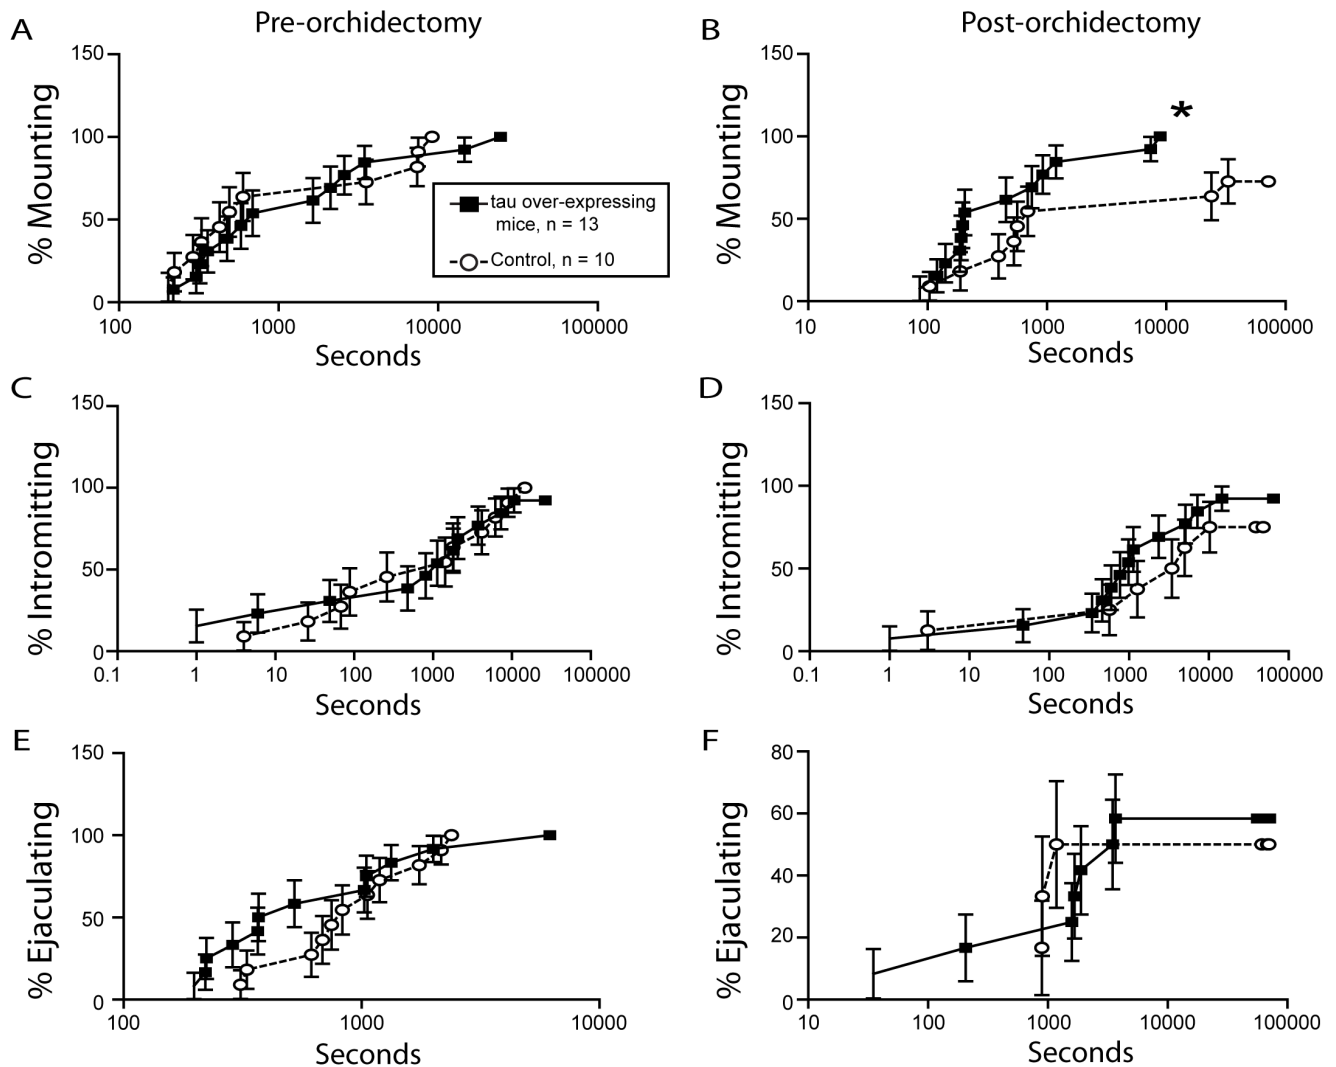 Pre-orchidectomy
Post-orchidectomy
A
150
100
50
0
% Mounting
100 1000 10000 100000
Seconds
tau over-expressing
mice, n = 13
Control, n = 10
B
150
100
50
0
% Mounting
*
10 100 1000 10000 100000
Seconds
C
150
100
50
0
% Intromitting
0.1 1 10 100 1000 10000 100000
Seconds
D
150
100
50
0
% Intromitting
0.1 1 10 100 1000 10000 100000
Seconds
E
150
100
50
0
% Ejaculating
100 1000 10000
Seconds
F
80
60
40
20
0
% Ejaculating
10 100 1000 10000 100000
Seconds